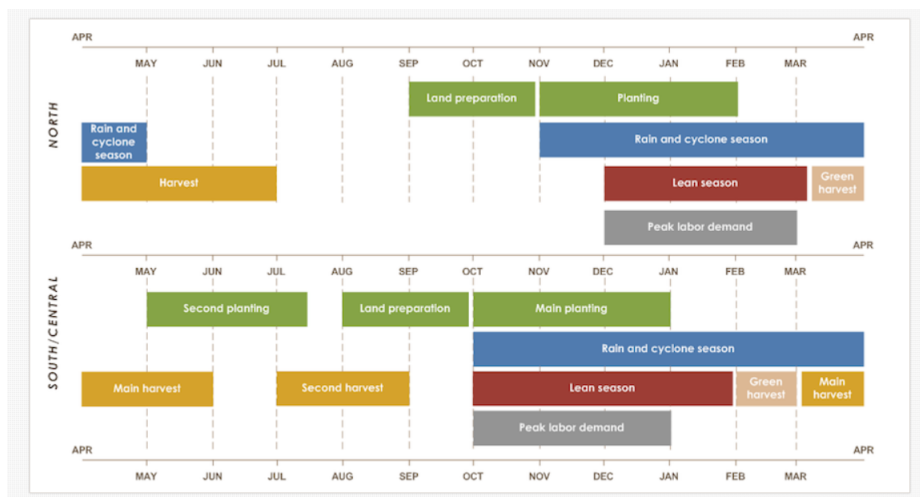 APR APR
MAY JUN JUL AUG SEP OCT NOV DEC JAN FEB MAR
NORTH
Land preparation Planting
Rain and
cyclone
season
Rain and cyclone season
Harvest Lean season
Green
harvest
Peak labor demand
APR APR
MAY JUN JUL AUG SEP OCT NOV DEC JAN FEB MAR
SOUTH/CENTRAL
Second planting Land preparation Main planting
Rain and cyclone season
Main harvest Second harvest Lean season
Green
harvest
Main
harvest
Peak labor demand
APR APR
MAY JUN JUL AUG SEP OCT NOV DEC JAN FEB MAR